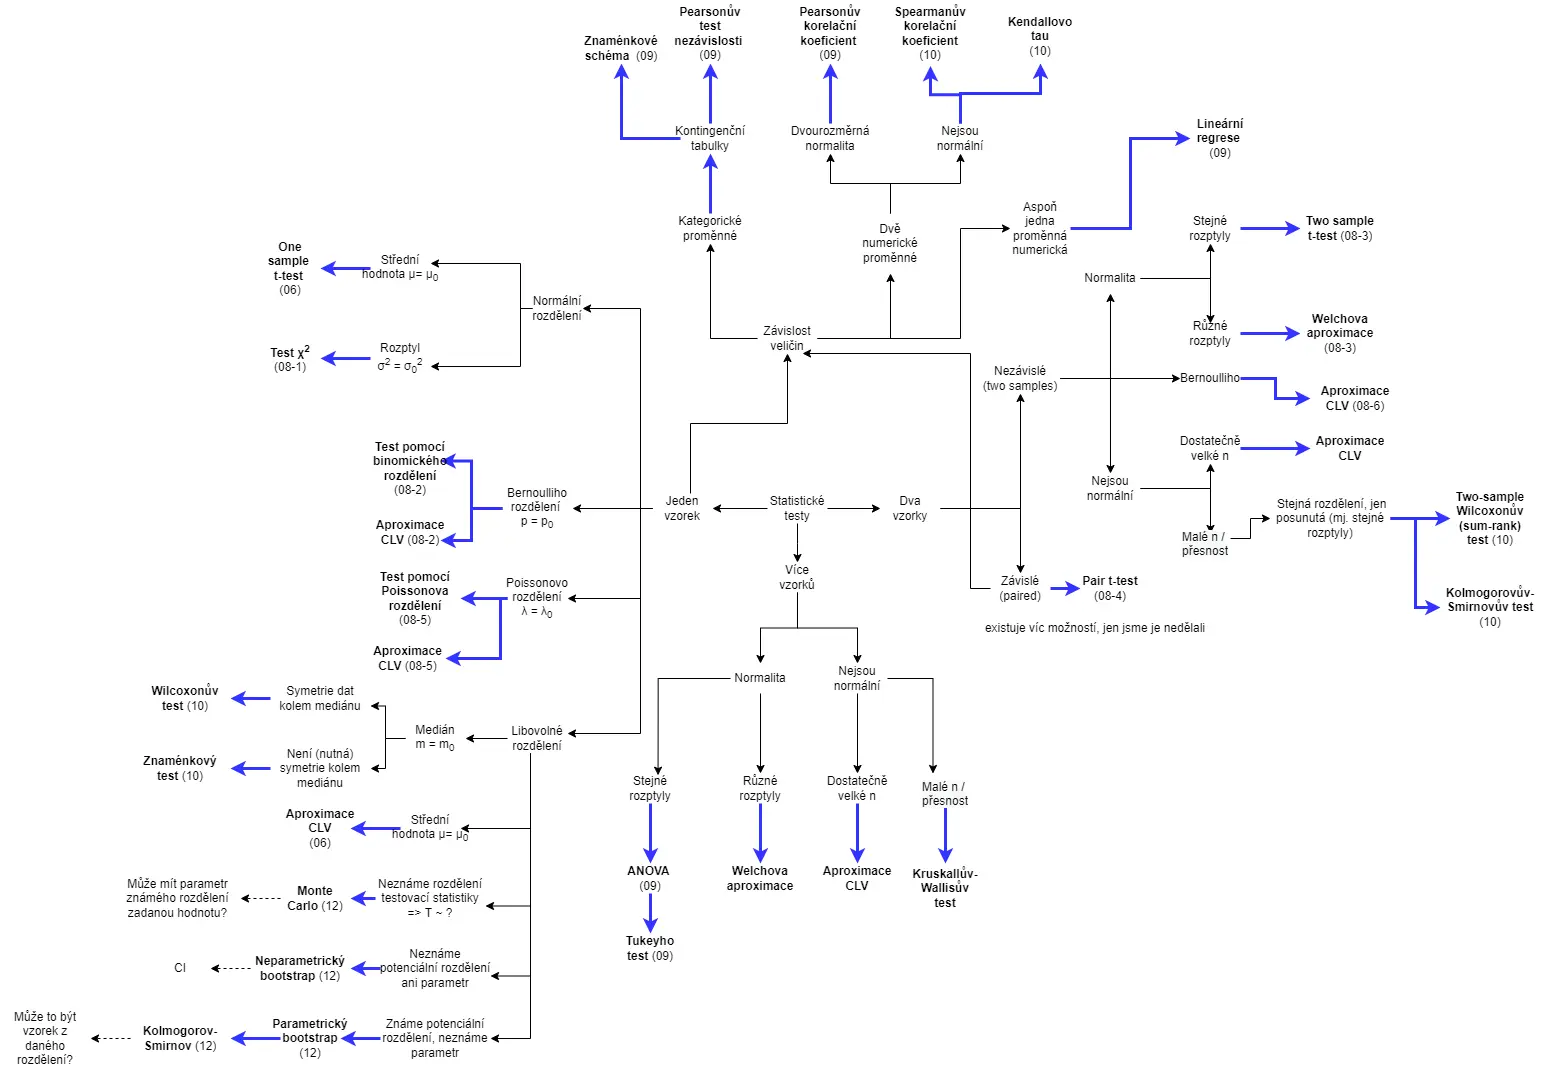 Znaménkové
schéma (09)
Pearsonův
test
nezávislosti
(09)
Pearsonův
korelační
koeficient
(09)
Spearmanův
korelační
koeficient
(10)
Kendallovo
tau
(10)
Kontingenční
tabulky
Dvourozměrná
normalita
Nejsou
normální
Lineární
regrese
(09)
Kategorické
proměnné
Dvě
numerické
proměnné
Aspoň
jedna
proměnná
numerická
Stejné
rozptyly
Two sample
t-test (08-3)
One
sample
t-test
(06)
Střední
hodnota μ= μ₀
Normální
rozdělení
Normalita
Test χ²
(08-1)
Rozptyl
σ² = σ₀²
Závislost
veličin
Různé
rozptyly
Welchova
aproximace
(08-3)
Nezávislé
(two samples)
Bernoulliho
Aproximace
CLV (08-6)
Test pomocí
binomického
rozdělení
(08-2)
Dostatečně
velké n
Aproximace
CLV
Aproximace
CLV (08-2)
Bernoulliho
rozdělení
p = p₀
Jeden
vzorek
Statistické
testy
Dva
vzorky
Nejsou
normální
Malé n /
přesnost
Stejná rozdělení, jen
posunutá (mj. stejné
rozptyly)
Two-sample
Wilcoxonův
(sum-rank)
test (10)
Test pomocí
Poissonova
rozdělení
(08-5)
Poissonovo
rozdělení
λ = λ₀
Více
vzorků
Závislé
(paired)
Pair t-test
(08-4)
Kolmogorovův-
Smirnovův test
(10)
existuje víc možností, jen jsme je nedělali
Aproximace
CLV (08-5)
Wilcoxonův
test (10)
Symetrie dat
kolem mediánu
Normalita
Nejsou
normální
Medián
m = m₀
Libovolné
rozdělení
Znaménkový
test (10)
Není (nutná)
symetrie kolem
mediánu
Stejné
rozptyly
Různé
rozptyly
Dostatečně
velké n
Malé n /
přesnost
Aproximace
CLV
(06)
Střední
hodnota μ= μ₀
ANOVA
(09)
Welchova
aproximace
Aproximace
CLV
Kruskallův-
Wallisův
test
Může mít parametr
známého rozdělení
zadanou hodnotu?
Monte
Carlo (12)
Neznáme rozdělení
testovací statistiky
=> T ~ ?
Tukeyho
test (09)
CI
Neparametrický
bootstrap (12)
Neznáme
potenciální rozdělení
ani parametr
Může to být
vzorek z
daného
rozdělení?
Kolmogorov-
Smirnov (12)
Parametrický
bootstrap
(12)
Známe potenciální
rozdělení, neznáme
parametr